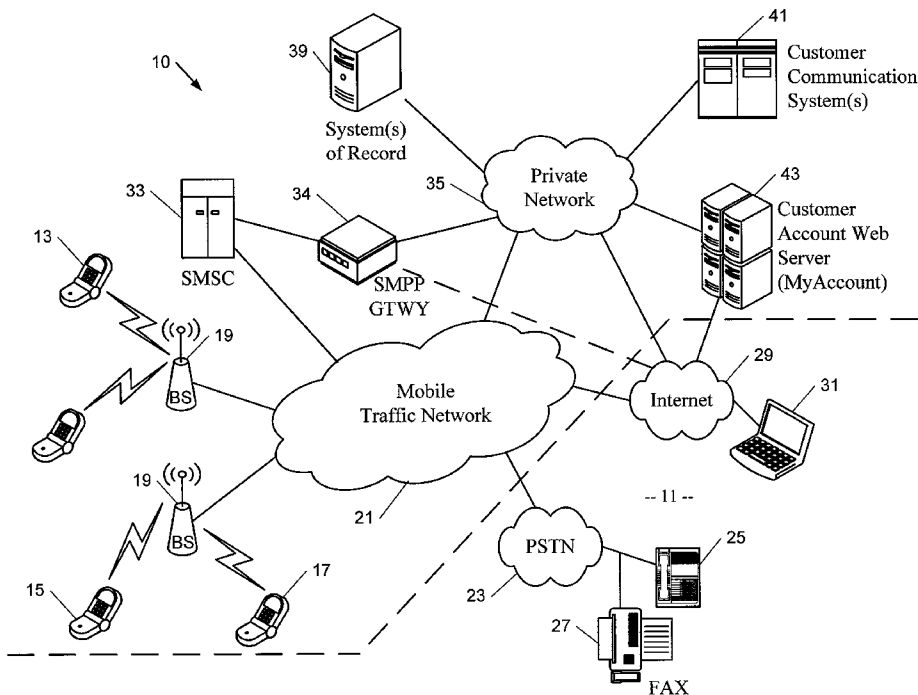 10
39
System(s)
of Record
41
Customer
Communication
System(s)
Private
Network
35
43
Customer
Account Web
Server
(MyAccount)
33
SMSC
34
SMPP
GTWY
13
19
BS
Mobile
Traffic Network
21
29
Internet
31
19
BS
-- 11 --
PSTN
23
25
15
17
27
FAX